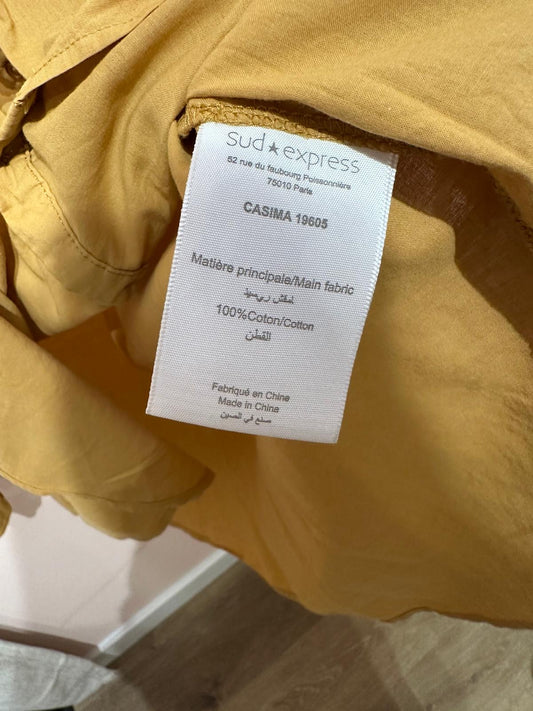 sud★express
52 rue du faubourg Poissonnière
75010 Paris
CASIMA 19605
Matière principale/Main fabric
100%Coton/Cotton
القطن
Fabriqué en Chine
Made in China
صنع في الصين